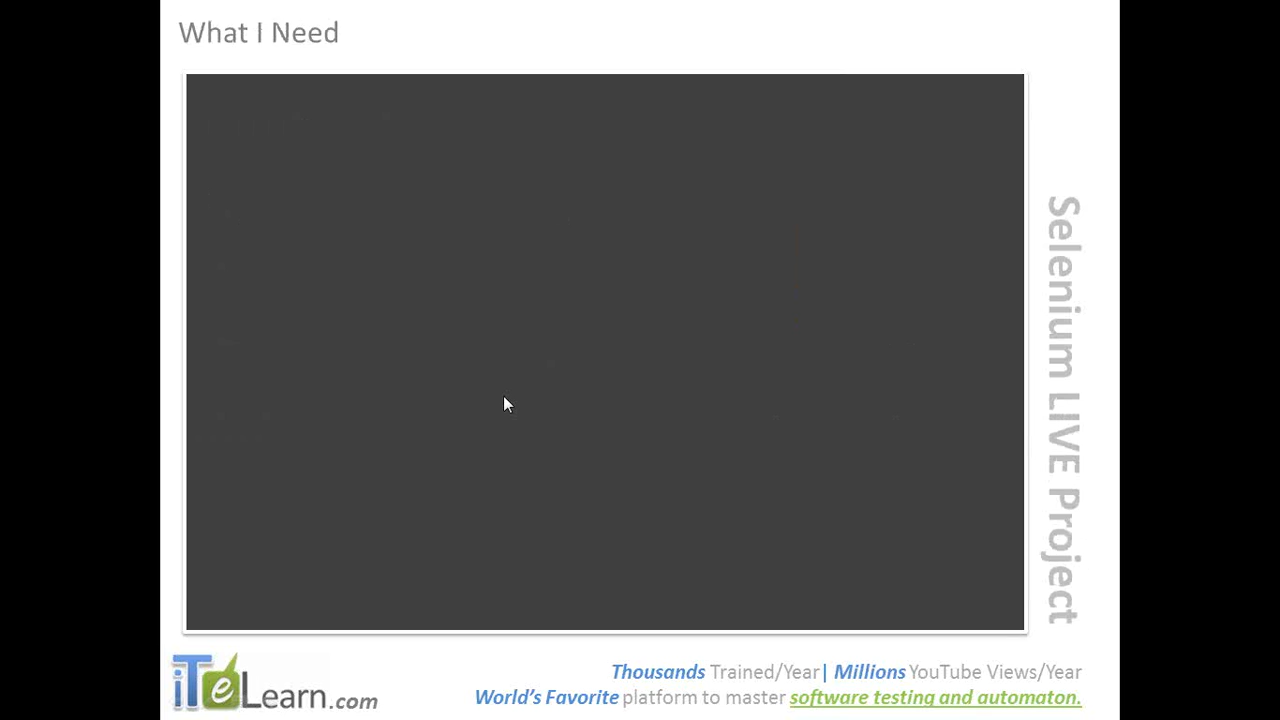 What I Need
Selenium LIVE Project
iTeLearn.com
Thousands Trained/Year| Millions YouTube Views/Year
World's Favorite platform to master software testing and automaton.